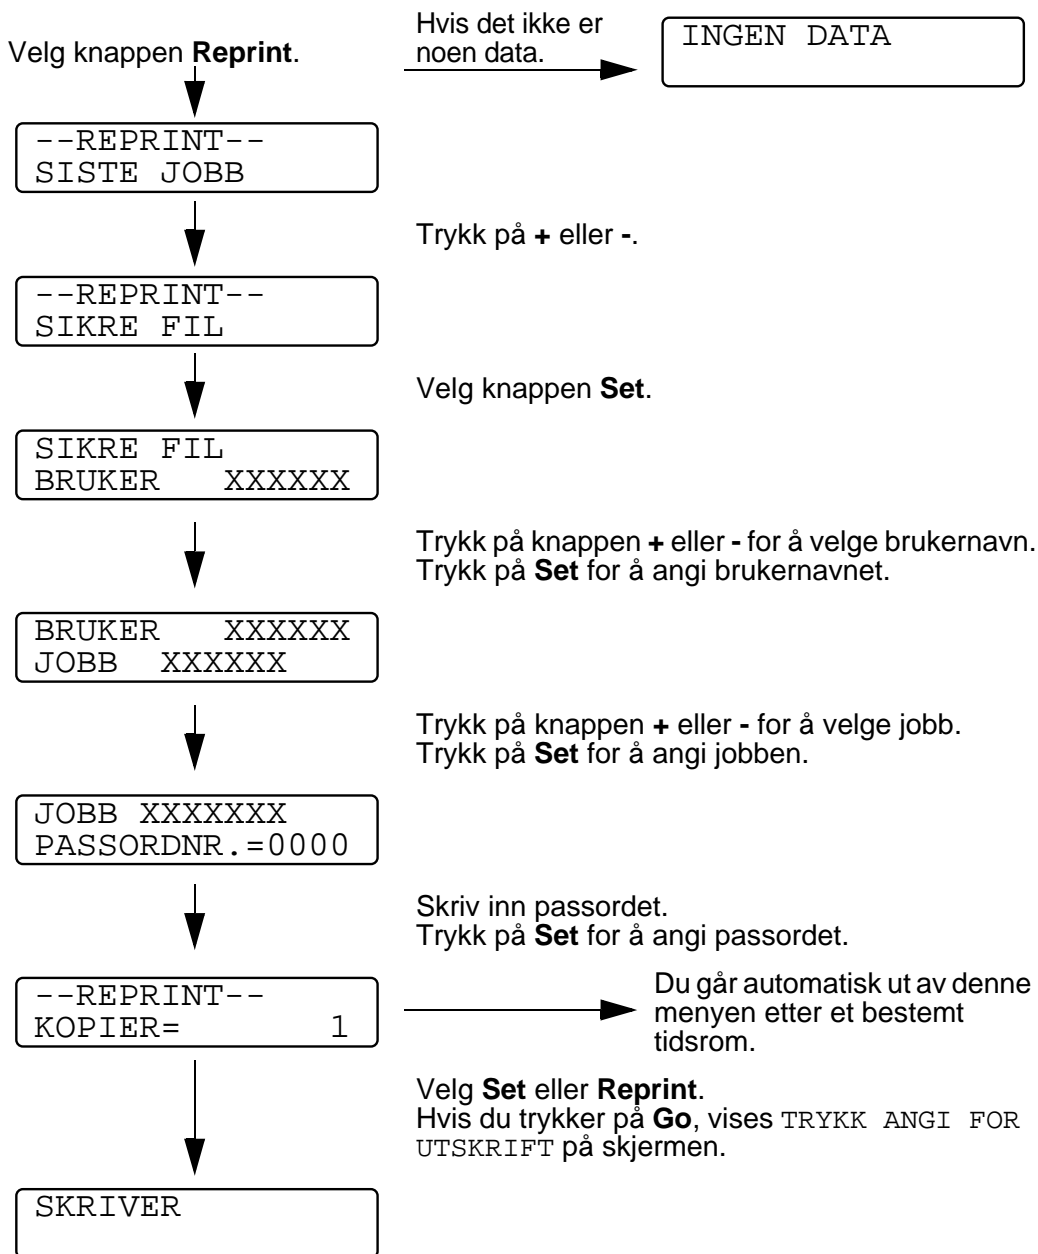 Velg knappen Reprint.
Hvis det ikke er
noen data.
INGEN DATA
--REPRINT--
SISTE JOBB
Trykk på + eller -.
--REPRINT--
SIKRE FIL
Velg knappen Set.
SIKRE FIL
BRUKER XXXXXX
Trykk på knappen + eller - for å velge brukernavn.
Trykk på Set for å angi brukernavnet.
BRUKER XXXXXX
JOBB XXXXXX
Trykk på knappen + eller - for å velge jobb.
Trykk på Set for å angi jobben.
JOBB XXXXXXX
PASSORDNR.=0000
Skriv inn passordet.
Trykk på Set for å angi passordet.
--REPRINT--
KOPIER= 1
Du går automatisk ut av denne
menyen etter et bestemt
tidsrom.
Velg Set eller Reprint.
Hvis du trykker på Go, vises TRYKK ANGI FOR
UTSKRIFT på skjermen.
SKRIVER